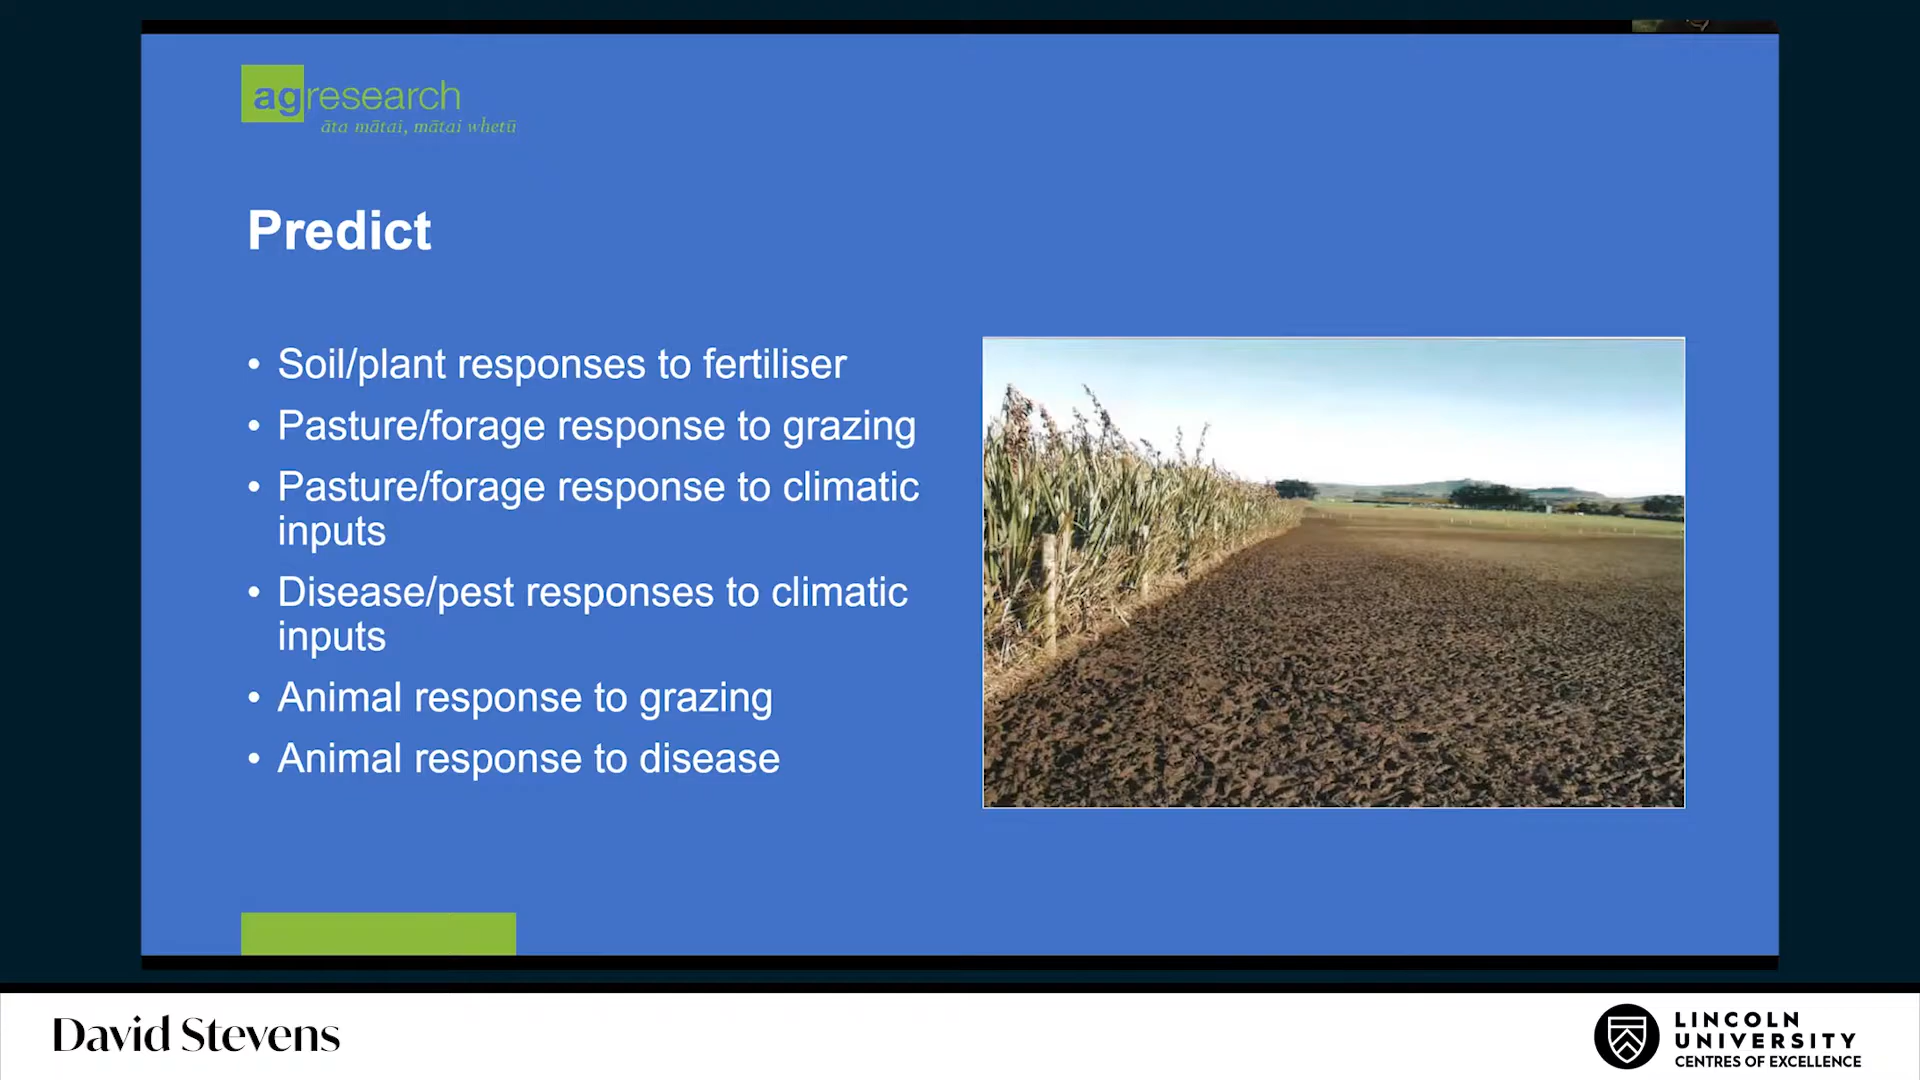 agresearch
āta mātai, mātai whetū
Predict
• Soil/plant responses to fertiliser
• Pasture/forage response to grazing
• Pasture/forage response to climatic
inputs
• Disease/pest responses to climatic
inputs
• Animal response to grazing
• Animal response to disease
David Stevens
LINCOLN
UNIVERSITY
CENTRES OF EXCELLENCE